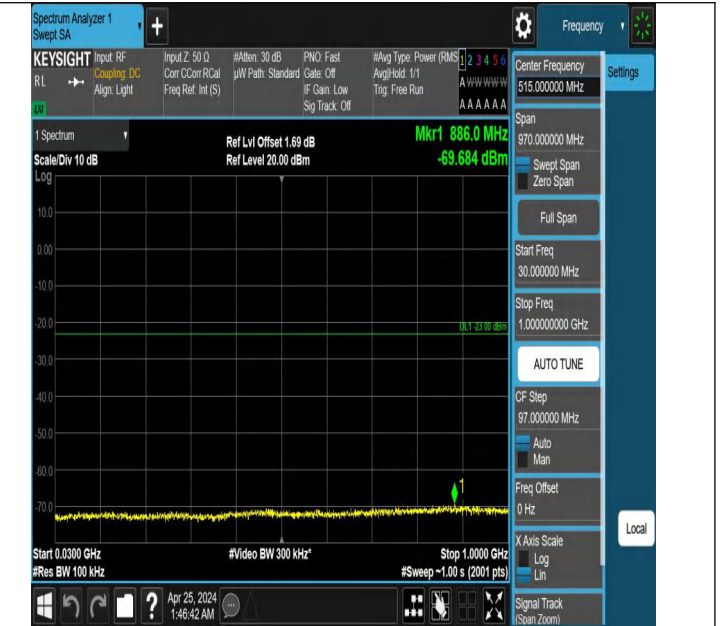 Spectrum Analyzer 1
Swept SA
+
Frequency
KEYSIGHT
RL
LXI
Input: RF
Coupling: DC
Align: Light
Input Z: 50 Ω
Corr CCorr RCal
Freq Ref: Int (S)
#Atten: 30 dB
µW Path: Standard
PNO: Fast
Gate: Off
IF Gain: Low
Sig Track: Off
#Avg Type: Power (RMS
Avg|Hold: 1/1
Trig: Free Run
1 2 3 4 5 6
A W W W W W
A A A A A A
Center Frequency
515.000000 MHz
Settings
Span
970.000000 MHz
Swept Span
Zero Span
Full Span
Start Freq
30.000000 MHz
Stop Freq
1.000000000 GHz
AUTO TUNE
CF Step
97.000000 MHz
Auto
Man
Freq Offset
0 Hz
X Axis Scale
Log
Lin
Signal Track
(Span Zoom)
Local
1 Spectrum
Scale/Div 10 dB
Log
Ref Lvl Offset 1.69 dB
Ref Level 20.00 dBm
Mkr1 886.0 MHz
-69.684 dBm
10.0
0.00
-10.0
-20.0
DL1 -23.00 dBm
-30.0
-40.0
-50.0
-60.0
1
-70.0
Start 0.0300 GHz
#Video BW 300 kHz*
Stop 1.0000 GHz
#Res BW 100 kHz
#Sweep ~1.00 s (2001 pts)
?
Apr 25, 2024
1:46:42 AM